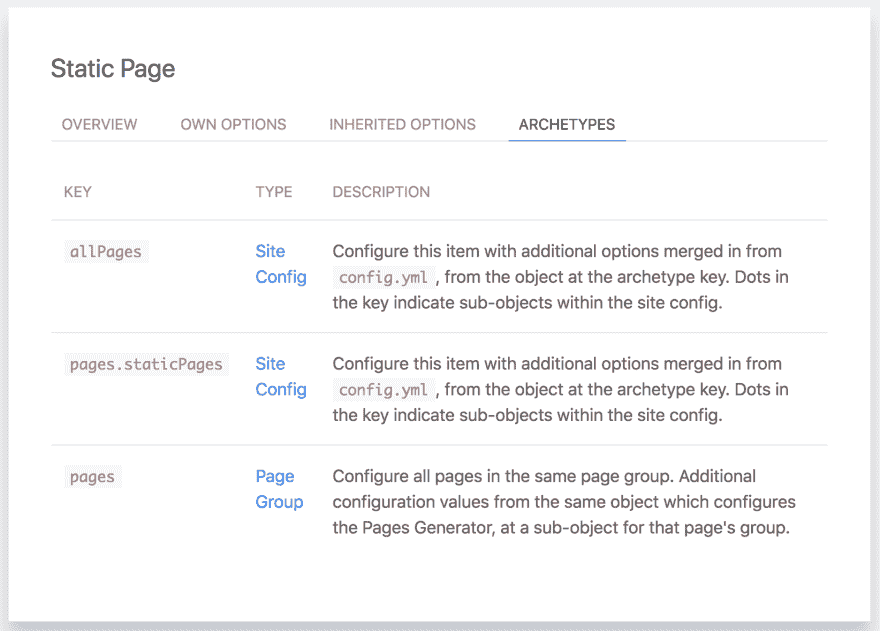 Static Page
OVERVIEW OWN OPTIONS INHERITED OPTIONS ARCHETYPES
KEY TYPE DESCRIPTION
allPages Site Configure this item with additional options merged in from
Config config.yml , from the object at the archetype key. Dots in
the key indicate sub-objects within the site config.
pages.staticPages Site Configure this item with additional options merged in from
Config config.yml , from the object at the archetype key. Dots in
the key indicate sub-objects within the site config.
pages Page Configure all pages in the same page group. Additional
Group configuration values from the same object which configures
the Pages Generator, at a sub-object for that page's group.